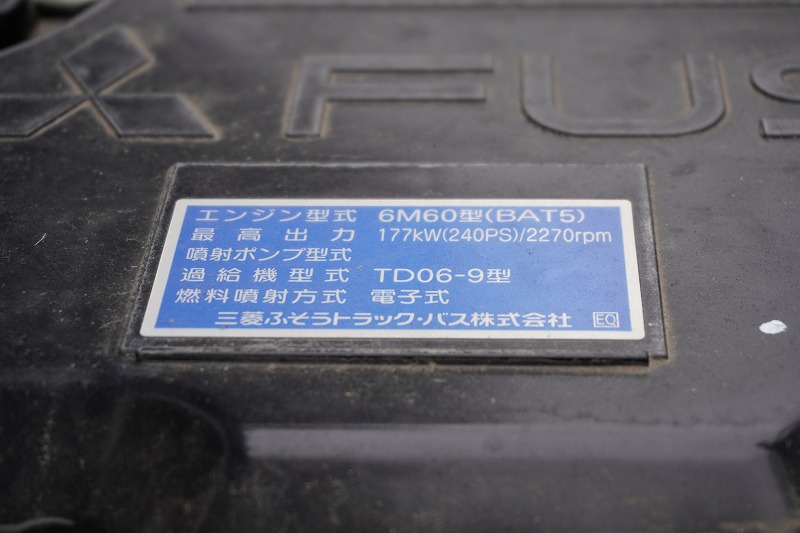 FUS
エンジン型式 6M60型(BAT5)
最高出力 177kW(240PS)/2270rpm
噴射ポンプ型式
過給機型式 TD06-9型
燃料噴射方式 電子式
三菱ふそうトラック・バス株式会社 EQ